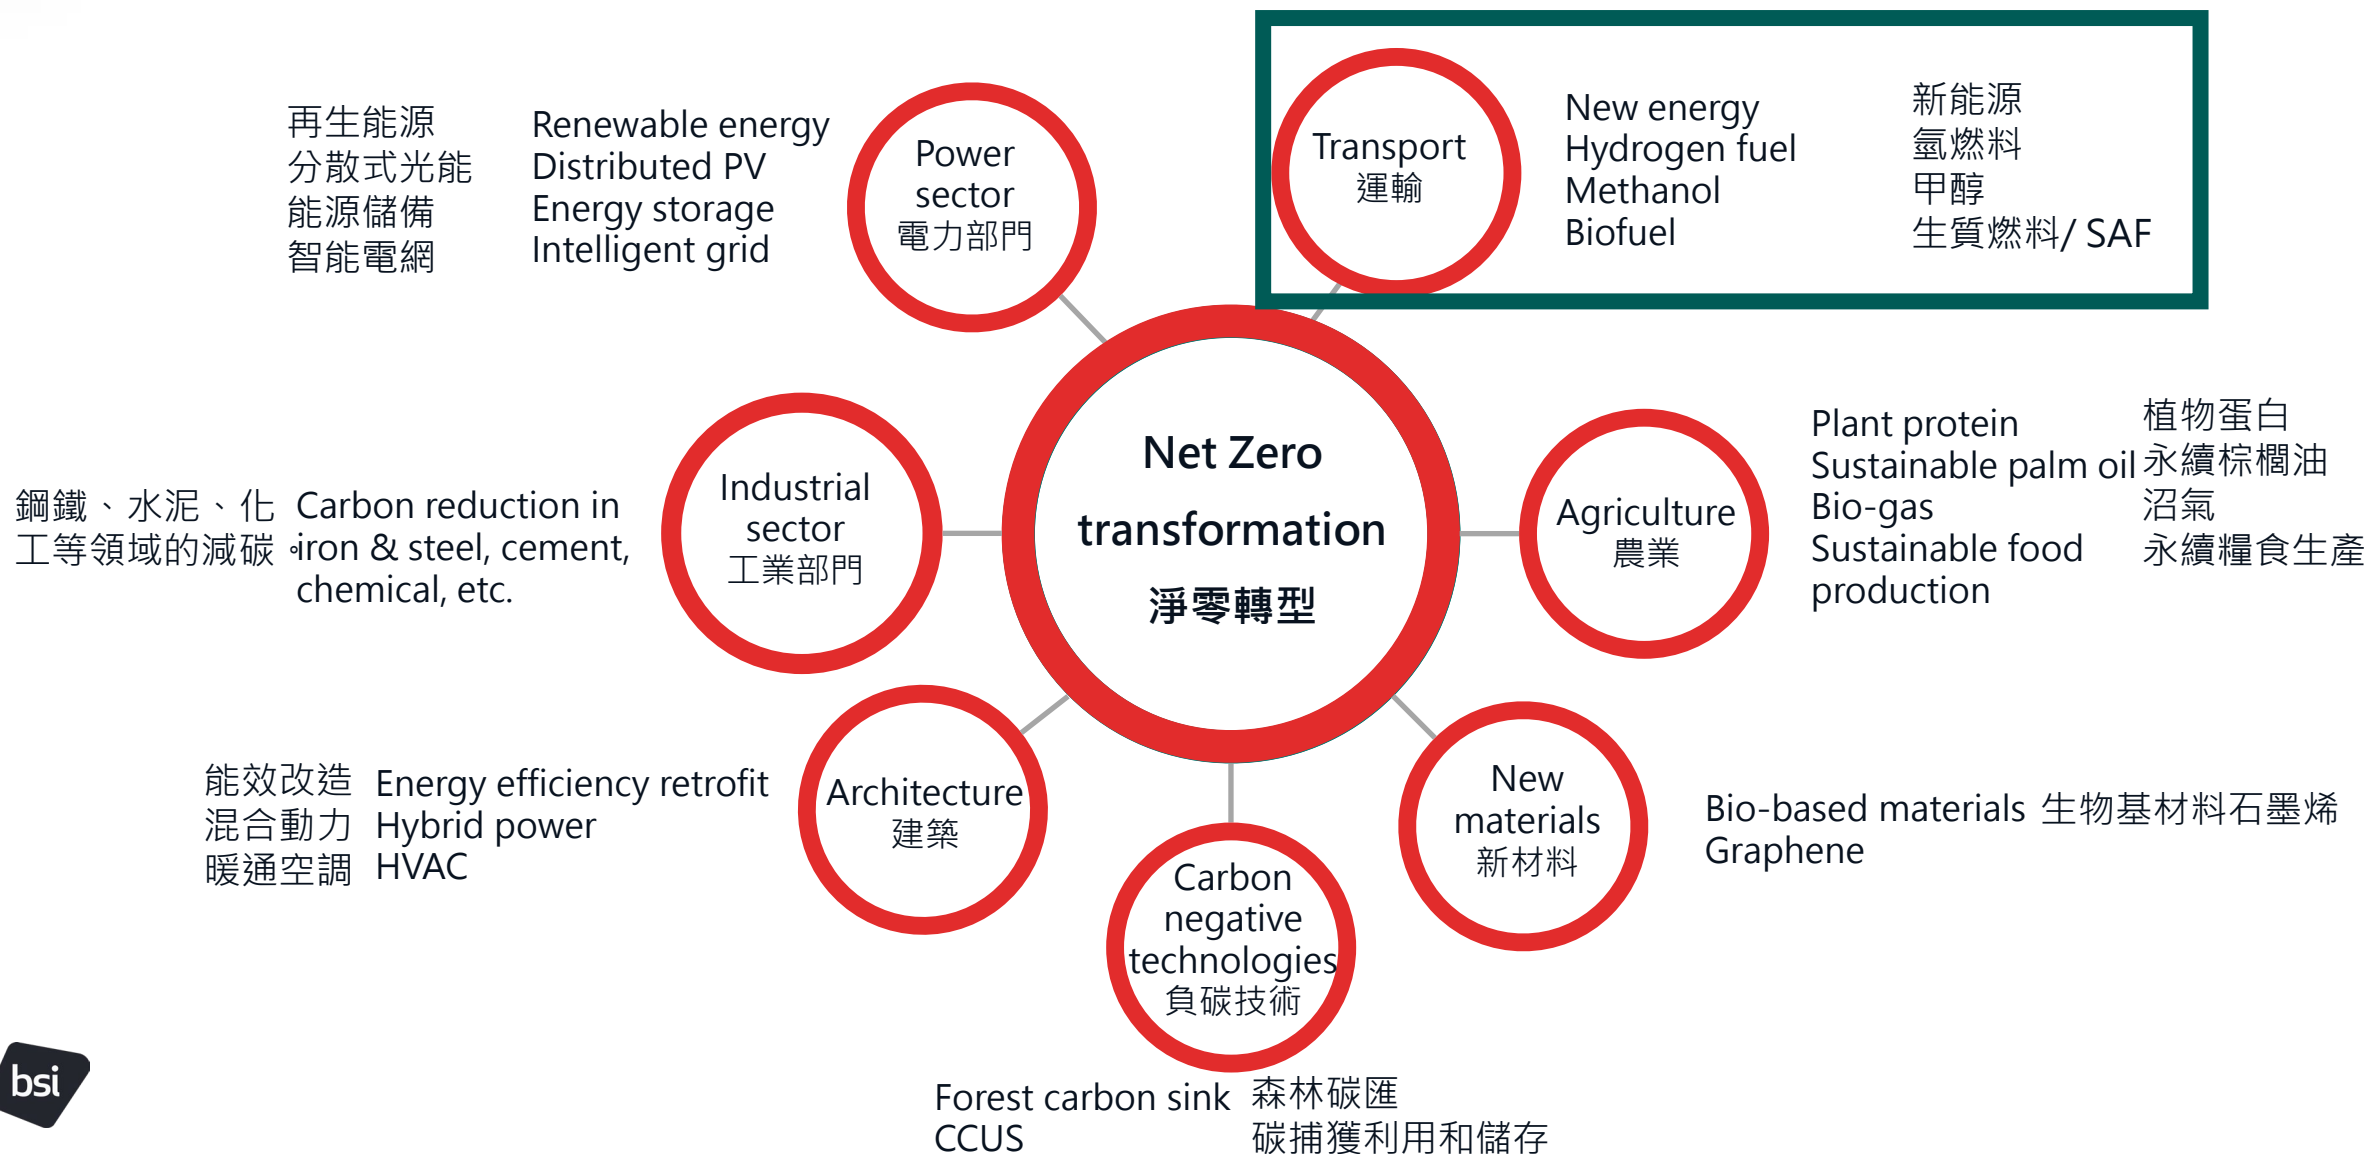 再生能源
分散式光能
能源儲備
智能電網
Renewable energy
Distributed PV
Energy storage
Intelligent grid
Power
sector
電力部門
Transport
運輸
New energy
Hydrogen fuel
Methanol
Biofuel
新能源
氫燃料
甲醇
生質燃料/ SAF
鋼鐵、水泥、化
工等領域的減碳。
Carbon reduction in
iron & steel, cement,
chemical, etc.
Industrial
sector
工業部門
Net Zero
transformation
淨零轉型
Agriculture
農業
Plant protein
Sustainable palm oil
Bio-gas
Sustainable food
production
植物蛋白
永續棕櫚油
沼氣
永續糧食生產
能效改造
混合動力
暖通空調
Energy efficiency retrofit
Hybrid power
HVAC
Architecture
建築
New
materials
新材料
Bio-based materials
Graphene
生物基材料石墨烯
Carbon
negative
technologies
負碳技術
Forest carbon sink
CCUS
森林碳匯
碳捕獲利用和儲存
bsi